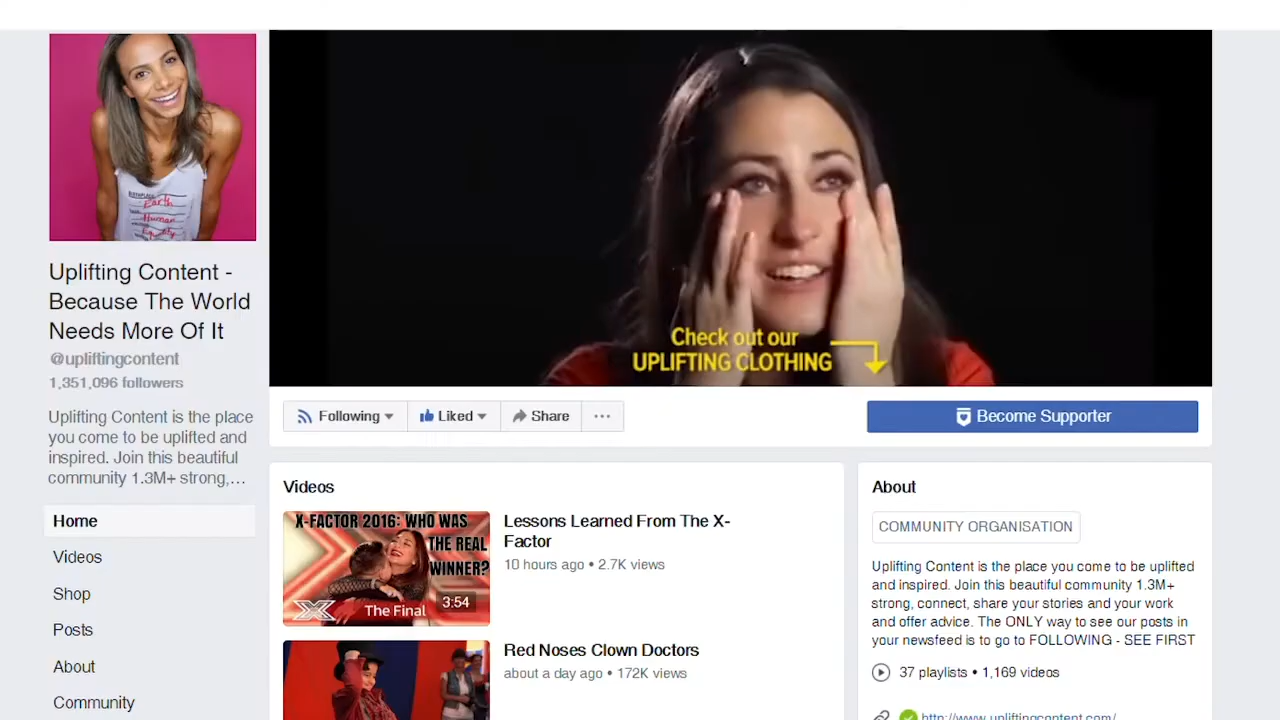 BIRTHPLACE:
Earth
Human
Equality
Uplifting Content -
Because The World
Needs More Of It
@upliftingcontent
1,351,096 followers
Uplifting Content is the place
you come to be uplifted and
inspired. Join this beautiful
community 1.3M+ strong,...
Home
Videos
Shop
Posts
About
Community
Check out our
UPLIFTING CLOTHING
Following
Liked
Share
Become Supporter
Videos
X-FACTOR 2016: WHO WAS
THE REAL
WINNER?
The Final
3:54
Lessons Learned From The X-
Factor
10 hours ago • 2.7K views
Red Noses Clown Doctors
about a day ago • 172K views
About
COMMUNITY ORGANISATION
Uplifting Content is the place you come to be uplifted
and inspired. Join this beautiful community 1.3M+
strong, connect, share your stories and your work
and offer advice. The ONLY way to see our posts in
your newsfeed is to go to FOLLOWING - SEE FIRST
37 playlists • 1,169 videos
http://www.upliftingcontent.com/